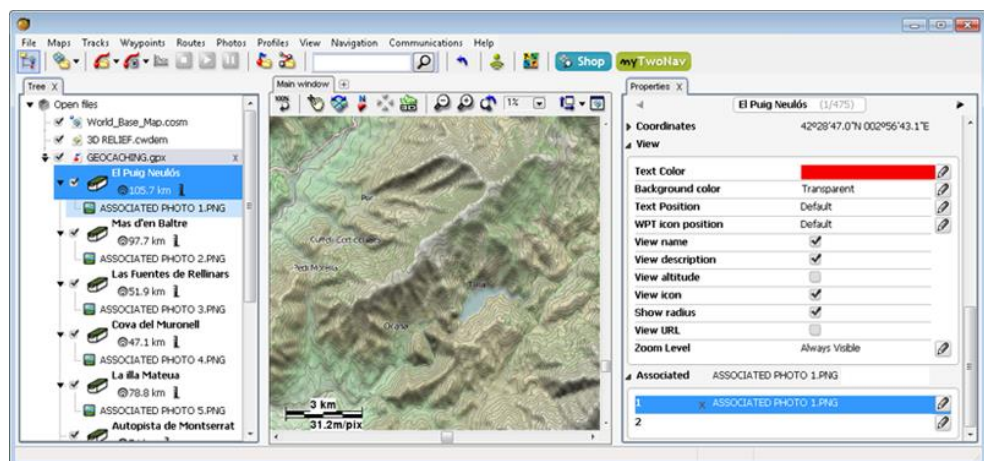 File Maps Tracks Waypoints Routes Photos Profiles View Navigation Communications Help
Shop
myTwoNav
Tree X
Open files
World_Base_Map.cosm
3D RELIEF.cwdem
GEOCACHING.gpx x
El Puig Neulós
105.7 km
ASSOCIATED PHOTO 1.PNG
Mas d'en Baltre
97.7 km
ASSOCIATED PHOTO 2.PNG
Las Fuentes de Rellinars
51.9 km
ASSOCIATED PHOTO 3.PNG
Cova del Muronell
47.1 km
ASSOCIATED PHOTO 4.PNG
La illa Mateua
78.8 km
ASSOCIATED PHOTO 5.PNG
Autopista de Montserrat
Main window
100%
1%
Tuixa
Ocaña
3 km
31.2m/pix
Properties X
El Puig Neulós (1/475)
Coordinates 42º28'47.0"N 002º56'43.1"E
View
Text Color
Background color Transparent
Text Position Default
WPT icon position Default
View name
View description
View altitude
View icon
Show radius
View URL
Zoom Level Always Visible
Associated ASSOCIATED PHOTO 1.PNG
1 x ASSOCIATED PHOTO 1.PNG
2